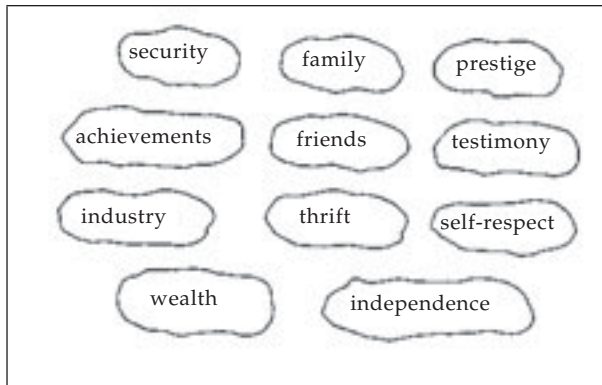 security family prestige
achievements friends testimony
industry thrift self-respect
wealth independence